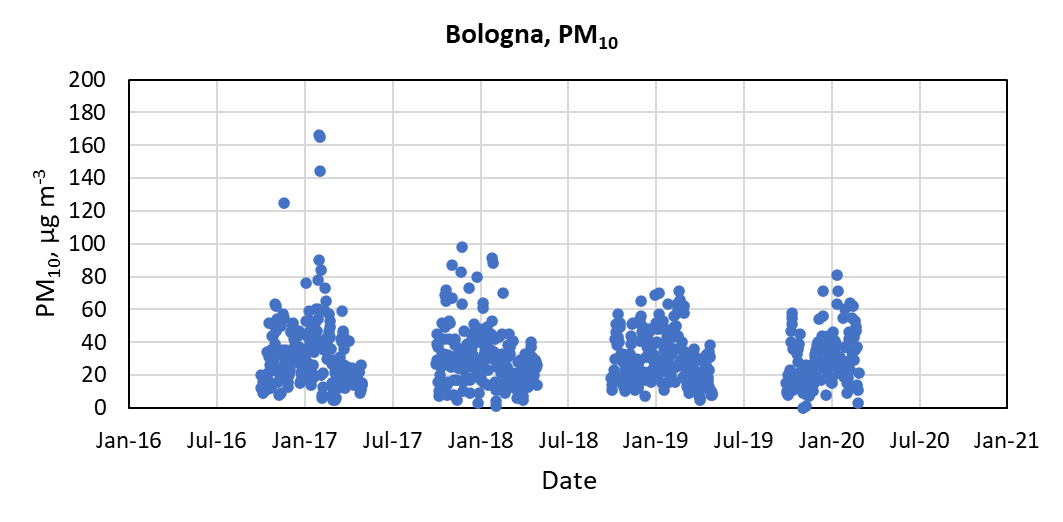 Bologna, PM₁₀
200
180
160
140
120
100
80
60
40
20
0
PM₁₀, µg m⁻³
Jan-16 Jul-16 Jan-17 Jul-17 Jan-18 Jul-18 Jan-19 Jul-19 Jan-20 Jul-20 Jan-21
Date